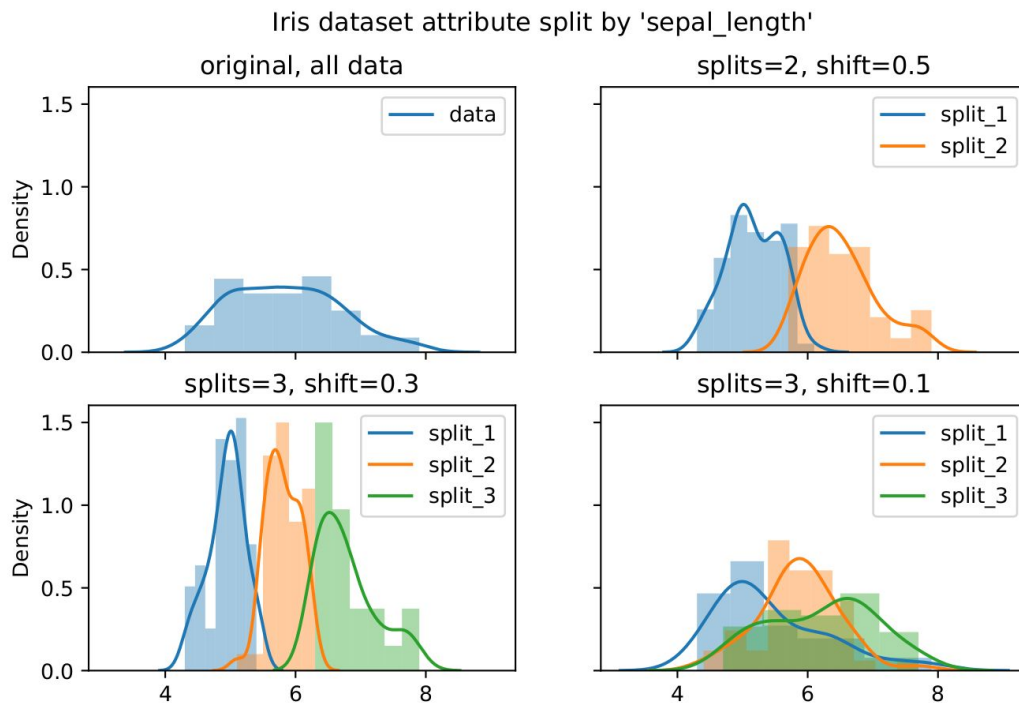 Iris dataset attribute split by 'sepal_length'
original, all data
1.5
1.0
0.5
0.0
Density
data
splits=2, shift=0.5
split_1
split_2
splits=3, shift=0.3
1.5
1.0
0.5
0.0
Density
4
6
8
split_1
split_2
split_3
splits=3, shift=0.1
split_1
split_2
split_3
4
6
8